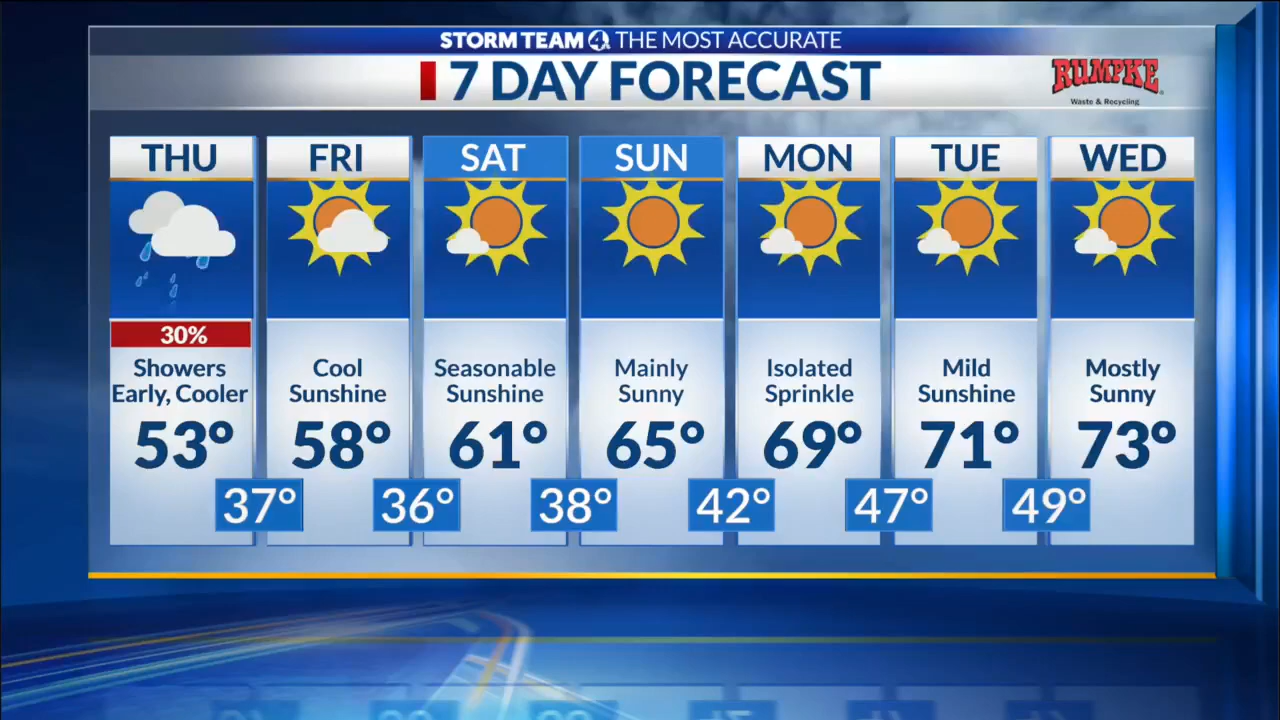 STORM TEAM 4 THE MOST ACCURATE
7 DAY FORECAST
RUMPKE
Waste & Recycling
THU
FRI
SAT
SUN
MON
TUE
WED
30%
Showers
Early, Cooler
53°
Cool
Sunshine
58°
Seasonable
Sunshine
61°
Mainly
Sunny
65°
Isolated
Sprinkle
69°
Mild
Sunshine
71°
Mostly
Sunny
73°
37°
36°
38°
42°
47°
49°